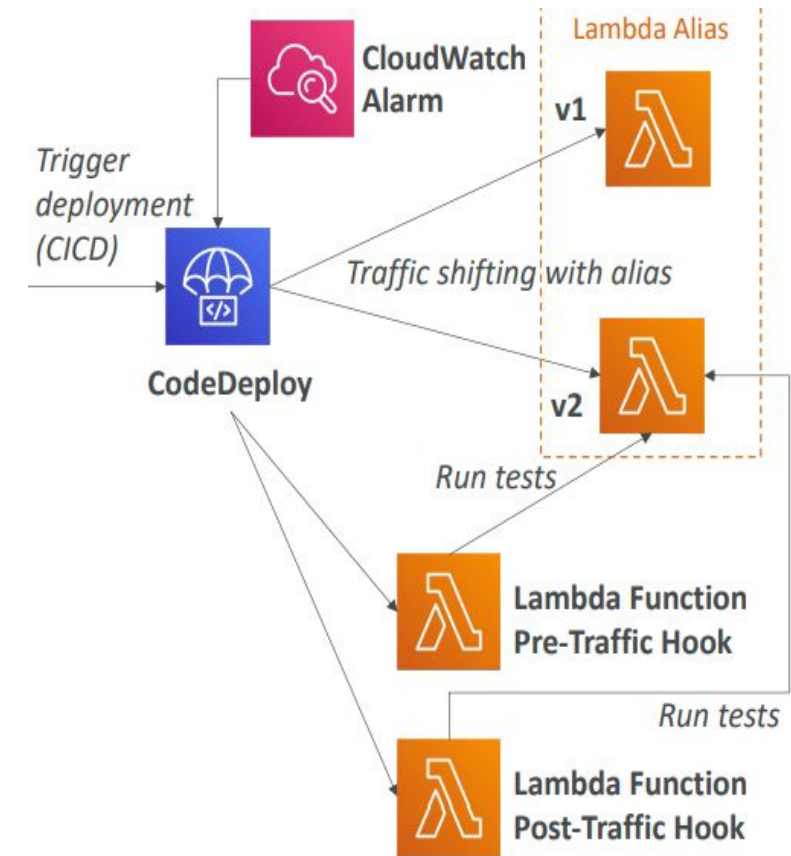 Lambda Alias
CloudWatch
Alarm
v1
Trigger
deployment
(CICD)
Traffic shifting with alias
</>
CodeDeploy
v2
Run tests
Lambda Function
Pre-Traffic Hook
Run tests
Lambda Function
Post-Traffic Hook